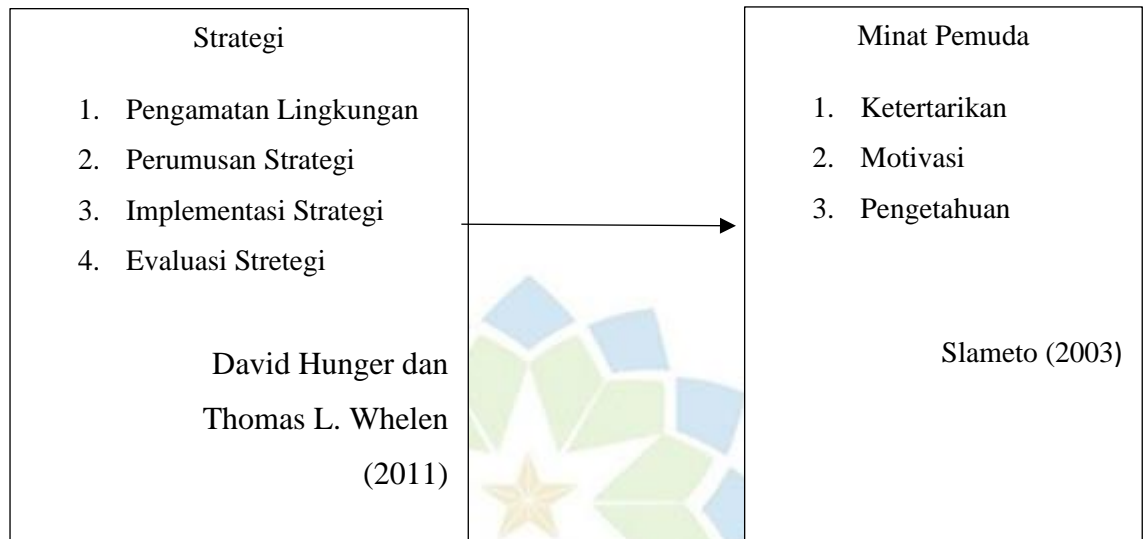 Strategi
1. Pengamatan Lingkungan
2. Perumusan Strategi
3. Implementasi Strategi
4. Evaluasi Stretegi
David Hunger dan
Thomas L. Whelen
(2011)
Minat Pemuda
1. Ketertarikan
2. Motivasi
3. Pengetahuan
Slameto (2003)